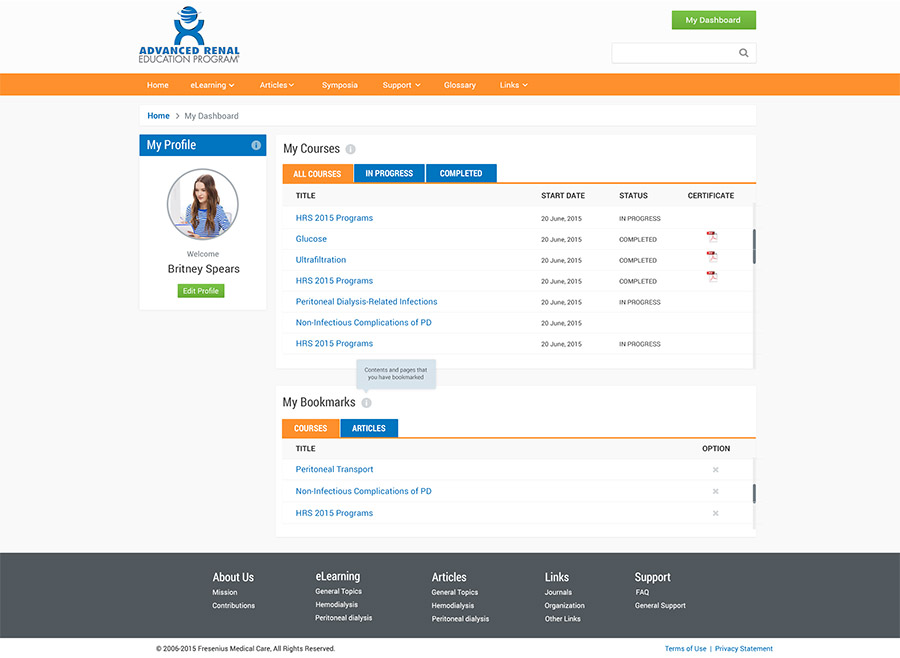 My Dashboard
ADVANCED RENAL
EDUCATION PROGRAM
Home eLearning Articles Symposia Support Glossary Links
Home > My Dashboard
My Profile
Welcome
Britney Spears
Edit Profile
My Courses
ALL COURSES IN PROGRESS COMPLETED
TITLE START DATE STATUS CERTIFICATE
HRS 2015 Programs 20 June, 2015 IN PROGRESS
Glucose 20 June, 2015 COMPLETED
Ultrafiltration 20 June, 2015 COMPLETED
HRS 2015 Programs 20 June, 2015 COMPLETED
Peritoneal Dialysis-Related Infections 20 June, 2015 IN PROGRESS
Non-Infectious Complications of PD 20 June, 2015
HRS 2015 Programs 20 June, 2015 IN PROGRESS
Contents and pages that
you have bookmarked
My Bookmarks
COURSES ARTICLES
TITLE OPTION
Peritoneal Transport
Non-Infectious Complications of PD
HRS 2015 Programs
About Us eLearning Articles Links Support
Mission General Topics General Topics Journals FAQ
Contributions Hemodialysis Hemodialysis Organization General Support
Peritoneal dialysis Peritoneal dialysis Other Links
© 2006-2015 Fresenius Medical Care, All Rights Reserved. Terms of Use | Privacy Statement